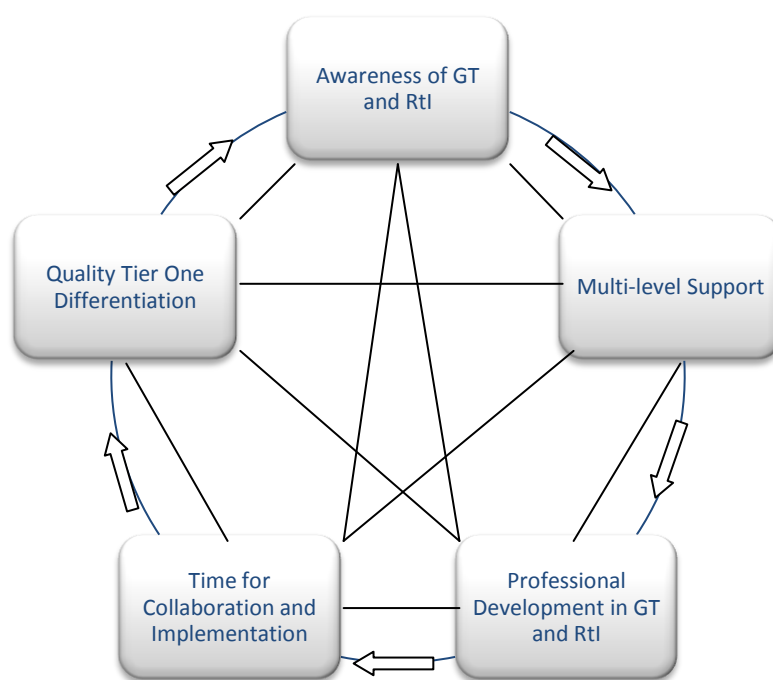 Awareness of GT
and RtI
Quality Tier One
Differentiation
Multi-level Support
Time for
Collaboration and
Implementation
Professional
Development in GT
and RtI